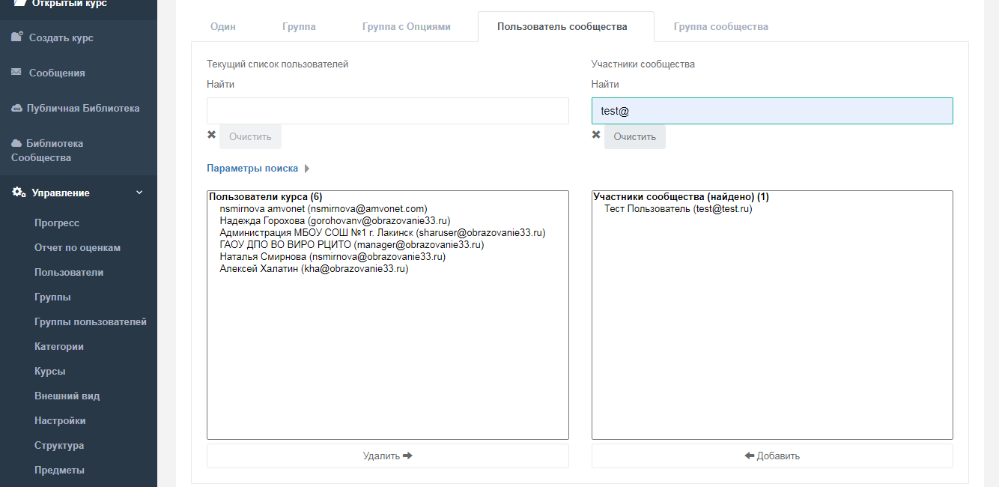 Открытый курс
Создать курс
Сообщения
Публичная Библиотека
Библиотека
Сообщества
Управление
Прогресс
Отчет по оценкам
Пользователи
Группы
Группы пользователей
Категории
Курсы
Внешний вид
Настройки
Структура
Предметы
Один
Группа
Группа с Опциями
Пользователь сообщества
Группа сообщества
Текущий список пользователей
Найти
Очистить
Параметры поиска
Пользователи курса (6)
nsmirnova amvonet (nsmirnova@amvonet.com)
Надежда Горохова (gorohovanv@obrazovanie33.ru)
Администрация МБОУ СОШ №1 г. Лакинск (sharuser@obrazovanie33.ru)
ГАОУ ДПО ВО ВИРО РЦИТО (manager@obrazovanie33.ru)
Наталья Смирнова (nsmirnova@obrazovanie33.ru)
Алексей Халатин (kha@obrazovanie33.ru)
Удалить
Участники сообщества
Найти
test@
Очистить
Участники сообщества (найдено) (1)
Тест Пользователь (test@test.ru)
Добавить